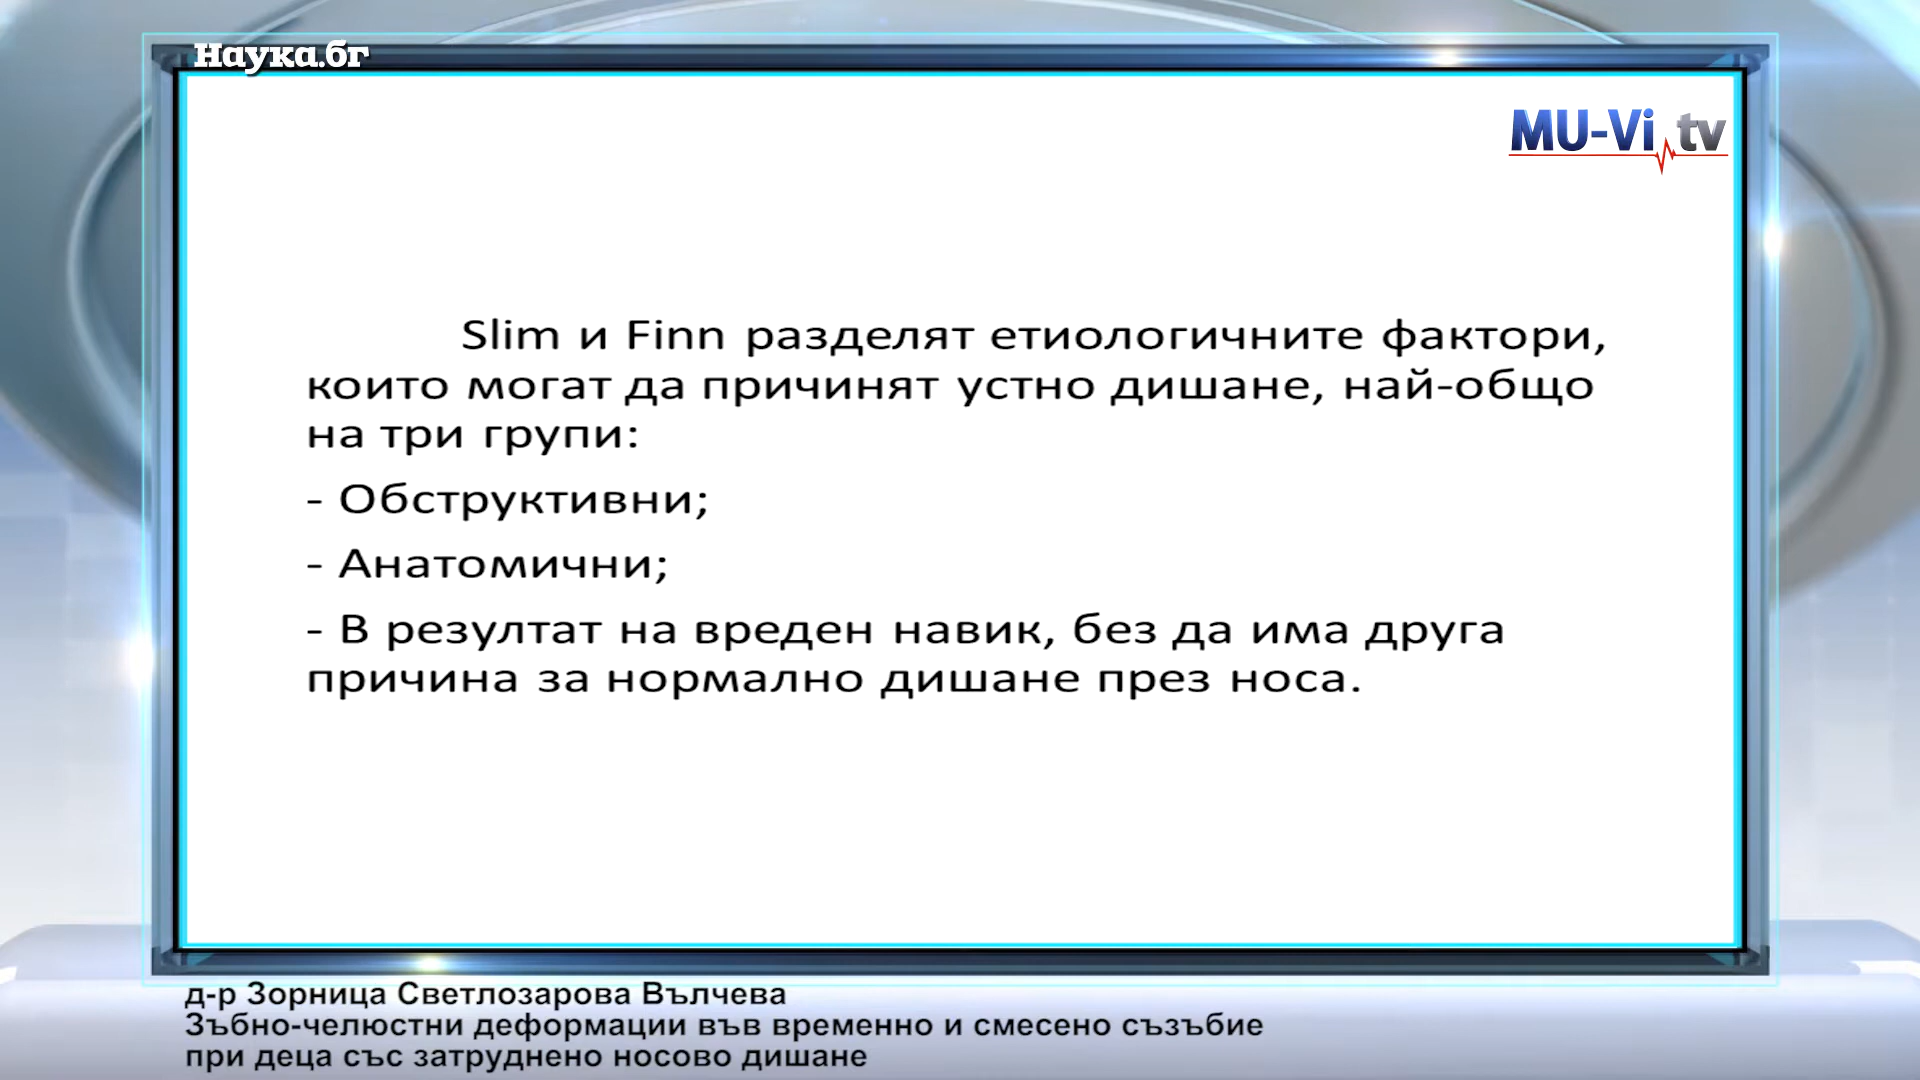 Наука.бг
MU-Vi tv
Slim и Finn разделят етиологичните фактори,
които могат да причинят устно дишане, най-общо
на три групи:
- Обструктивни;
- Анатомични;
- В резултат на вреден навик, без да има друга
причина за нормално дишане през носа.
д-р Зорница Светлозарова Вълчева
Зъбно-челюстни деформации във временно и смесено съзъбие
при деца със затруднено носово дишане